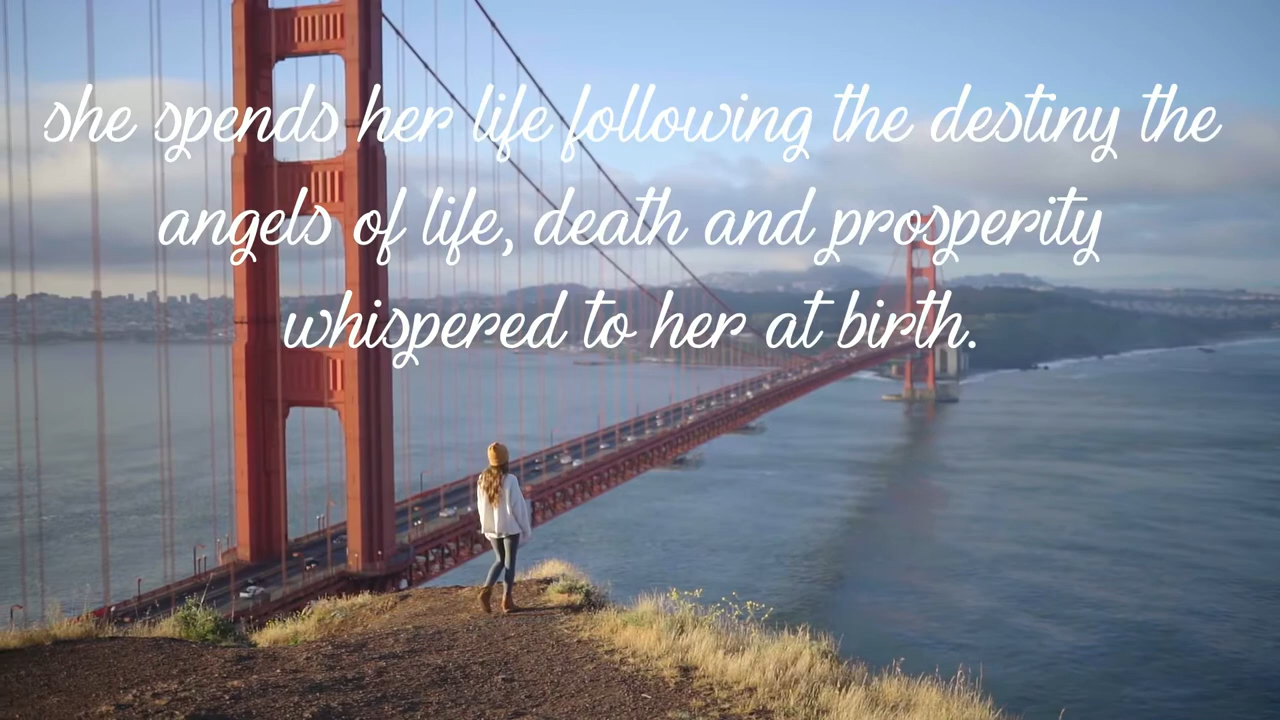 she spends her life following the destiny the
angels of life, death and prosperity
whispered to her at birth.